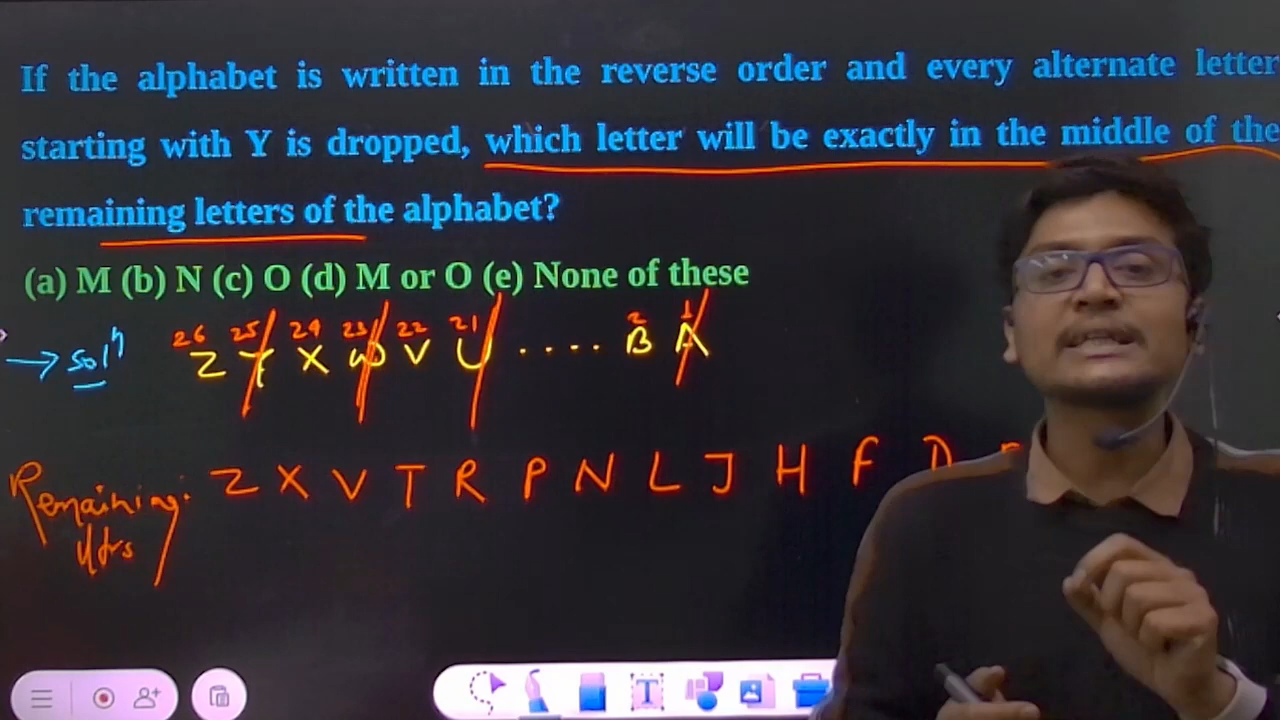 If the alphabet is written in the reverse order and every alternate letter
starting with Y is dropped, which letter will be exactly in the middle of the
remaining letters of the alphabet?
(a) M (b) N (c) O (d) M or O (e) None of these
26 25 24 23 22 21 2 1
→ Solⁿ Z Y X W V U ..... B A
Remaining: Z X V T R P N L J H F D
ltrs
T